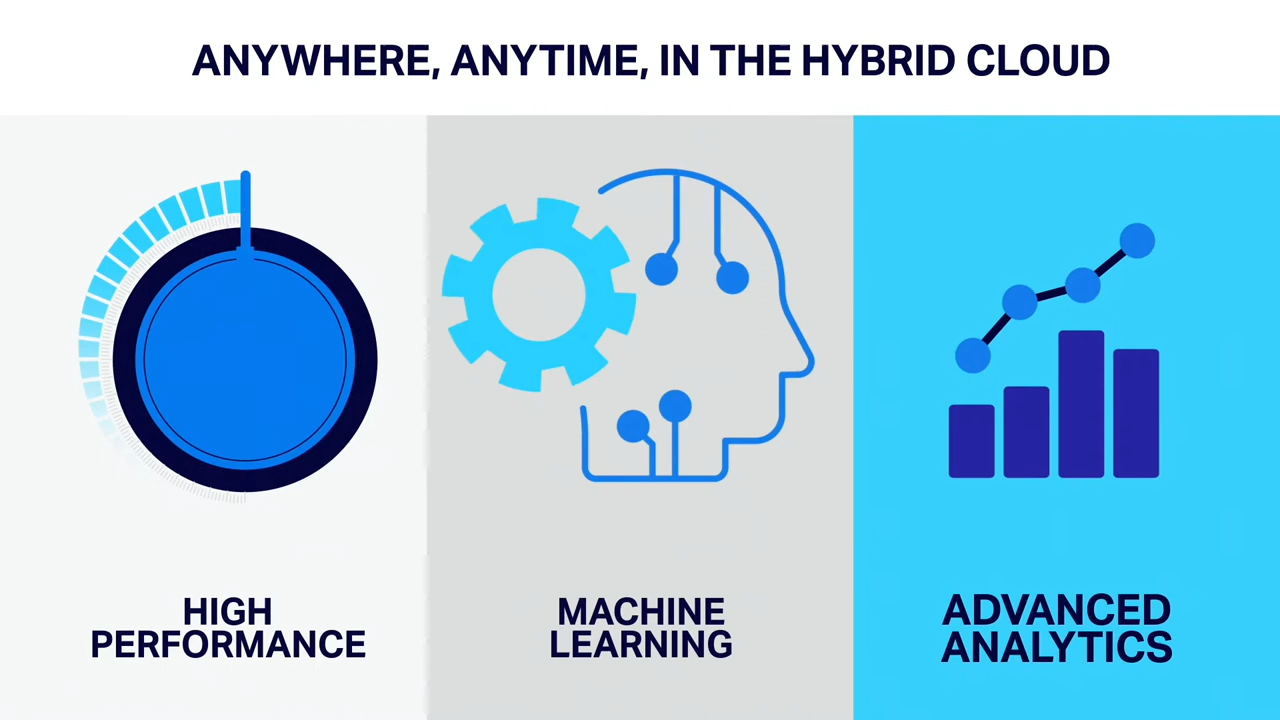 ANYWHERE, ANYTIME, IN THE HYBRID CLOUD
HIGH
PERFORMANCE
MACHINE
LEARNING
ADVANCED
ANALYTICS